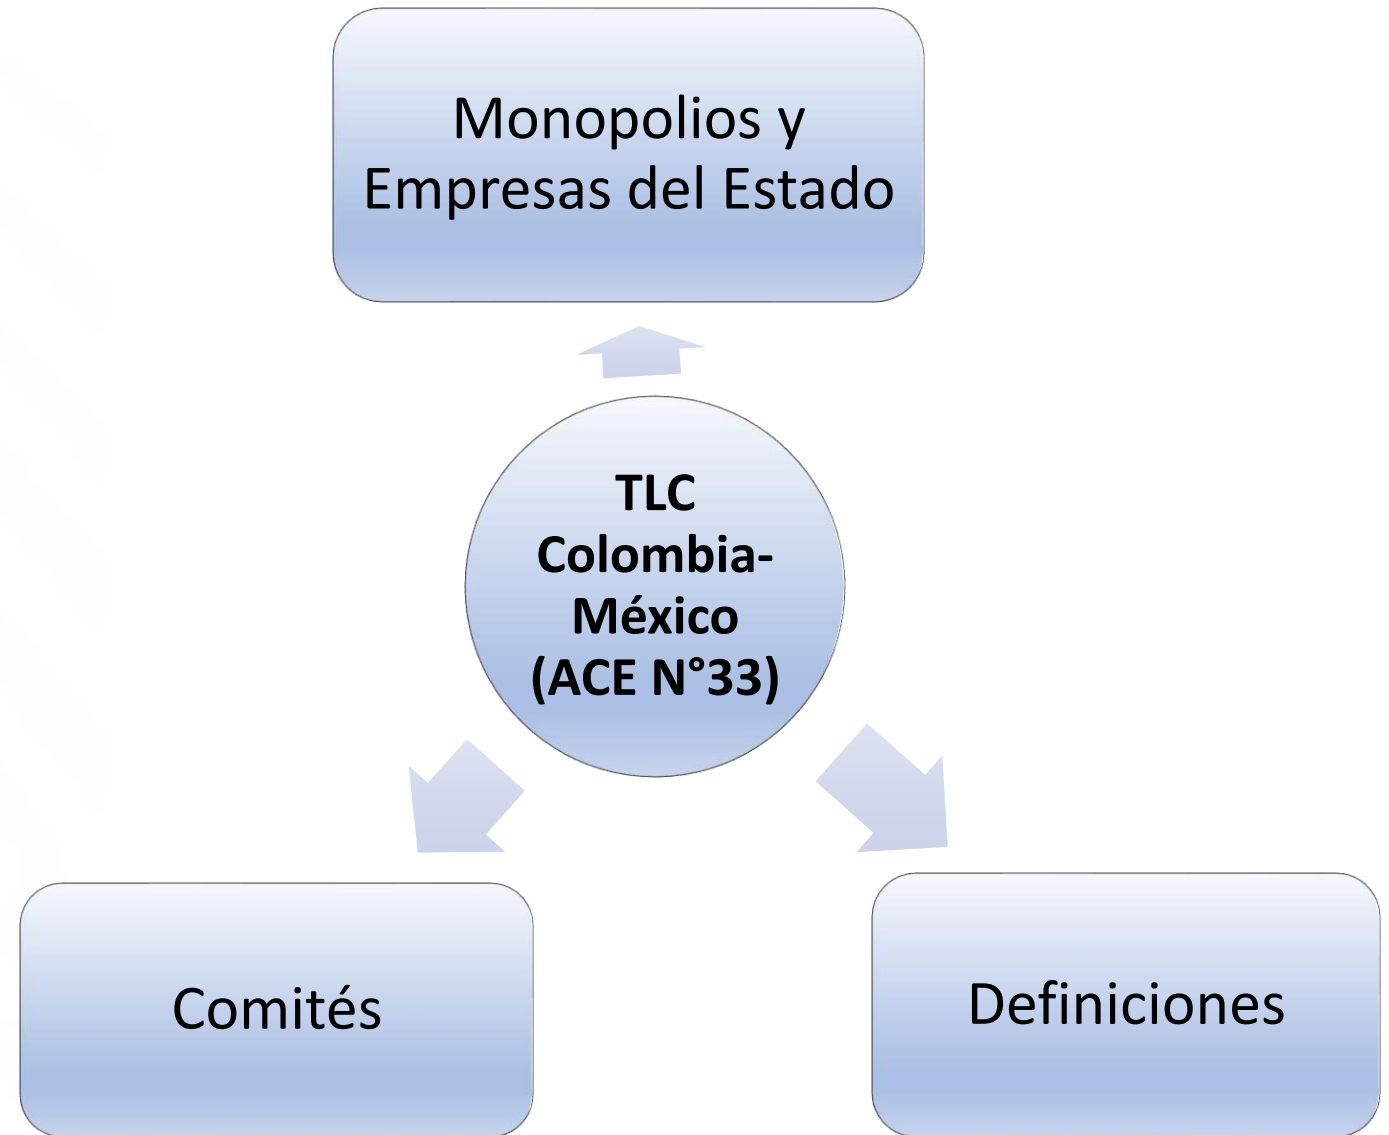 Monopolios y
Empresas del Estado
TLC
Colombia-
México
(ACE N°33)
Comités
Definiciones